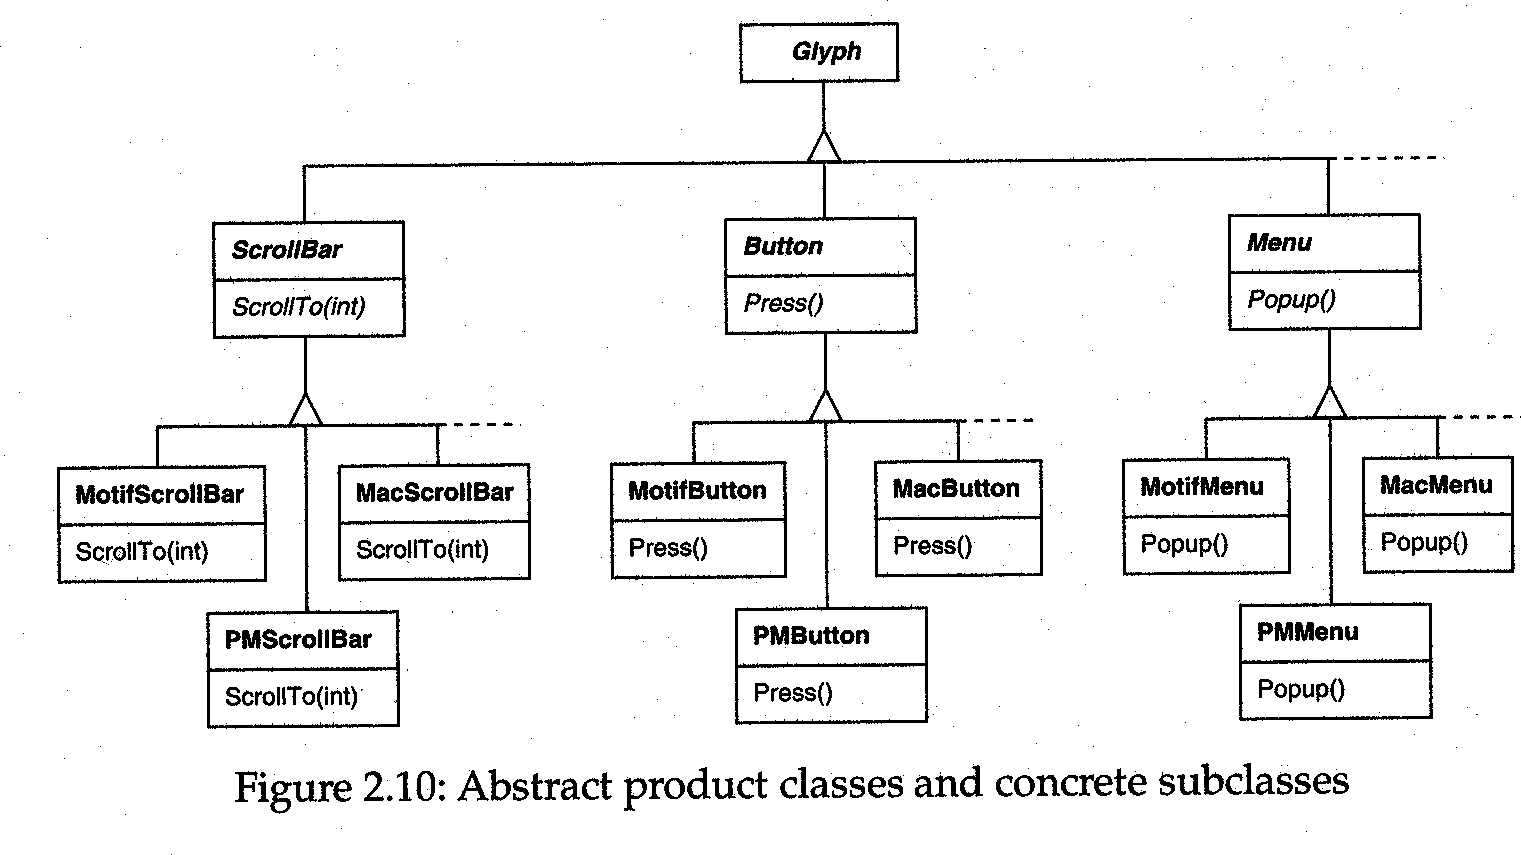 Glyph
ScrollBar
ScrollTo(int)
Button
Press()
Menu
Popup()
MotifScrollBar
ScrollTo(int)
MacScrollBar
ScrollTo(int)
PMScrollBar
ScrollTo(int)
MotifButton
Press()
MacButton
Press()
PMButton
Press()
MotifMenu
Popup()
MacMenu
Popup()
PMMenu
Popup()
Figure 2.10: Abstract product classes and concrete subclasses